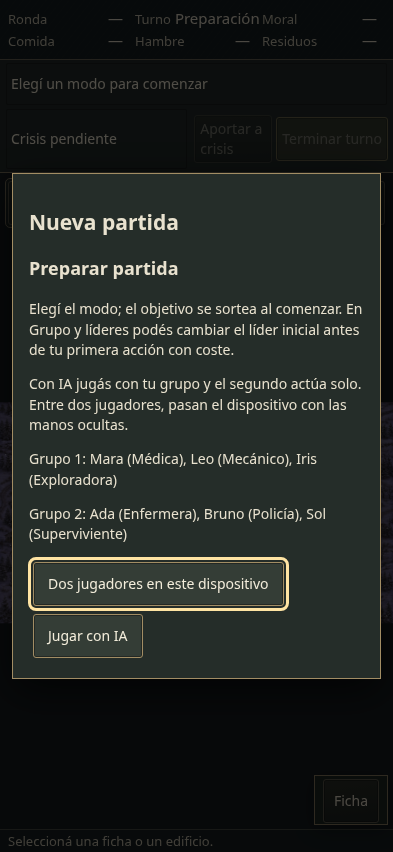 Ronda — Turno Preparación Moral —
Comida — Hambre — Residuos —
Elegí un modo para comenzar
Crisis pendiente
Aportar a
crisis
Terminar turno
Nueva partida
Preparar partida
Elegí el modo; el objetivo se sortea al comenzar. En
Grupo y líderes podés cambiar el líder inicial antes
de tu primera acción con coste.
Con IA jugás con tu grupo y el segundo actúa solo.
Entre dos jugadores, pasan el dispositivo con las
manos ocultas.
Grupo 1: Mara (Médica), Leo (Mecánico), Iris
(Exploradora)
Grupo 2: Ada (Enfermera), Bruno (Policía), Sol
(Superviviente)
Dos jugadores en este dispositivo
Jugar con IA
Ficha
Seleccioná una ficha o un edificio.